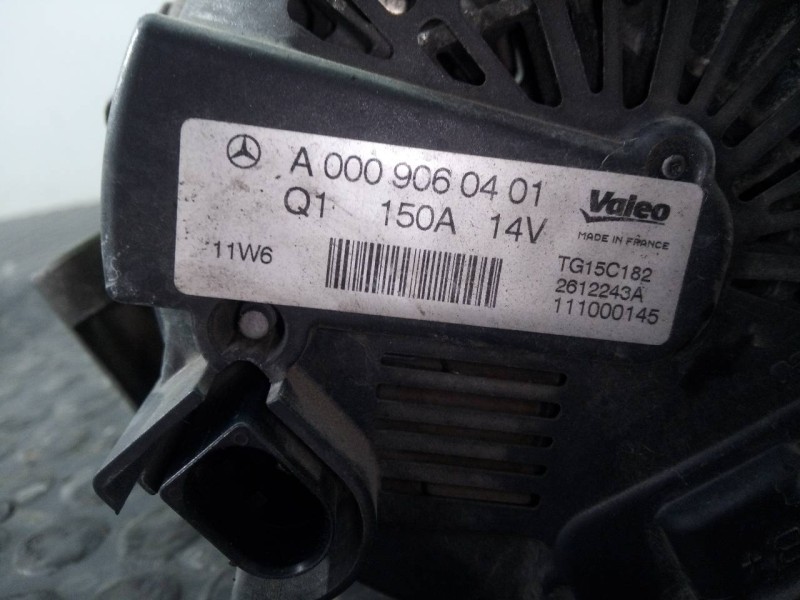 A 000 906 04 01
Q1 150A 14V
Valeo
MADE IN FRANCE
11W6
TG15C182
2612243A
111000145